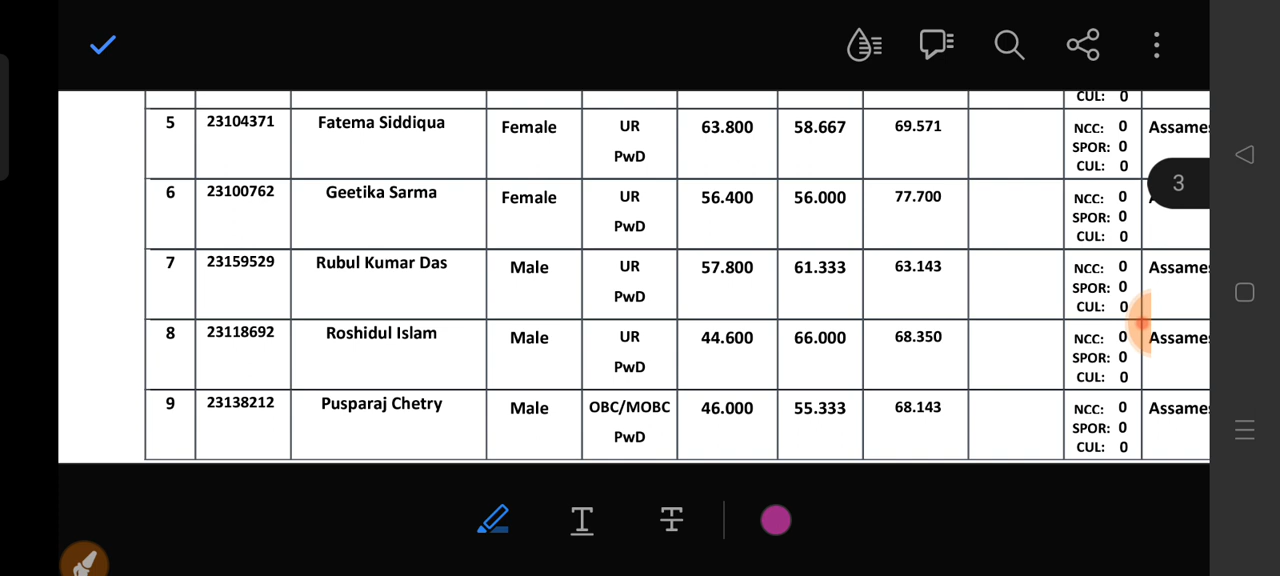 CUL: 0
5 23104371 Fatema Siddiqua Female UR PwD 63.800 58.667 69.571 NCC: 0 SPOR: 0 CUL: 0 Assame
3
6 23100762 Geetika Sarma Female UR PwD 56.400 56.000 77.700 NCC: 0 SPOR: 0 CUL: 0
7 23159529 Rubul Kumar Das Male UR PwD 57.800 61.333 63.143 NCC: 0 SPOR: 0 CUL: 0 Assame
8 23118692 Roshidul Islam Male UR PwD 44.600 66.000 68.350 NCC: 0 SPOR: 0 CUL: 0 Assame
9 23138212 Pusparaj Chetry Male OBC/MOBC PwD 46.000 55.333 68.143 NCC: 0 SPOR: 0 CUL: 0 Assame
T T